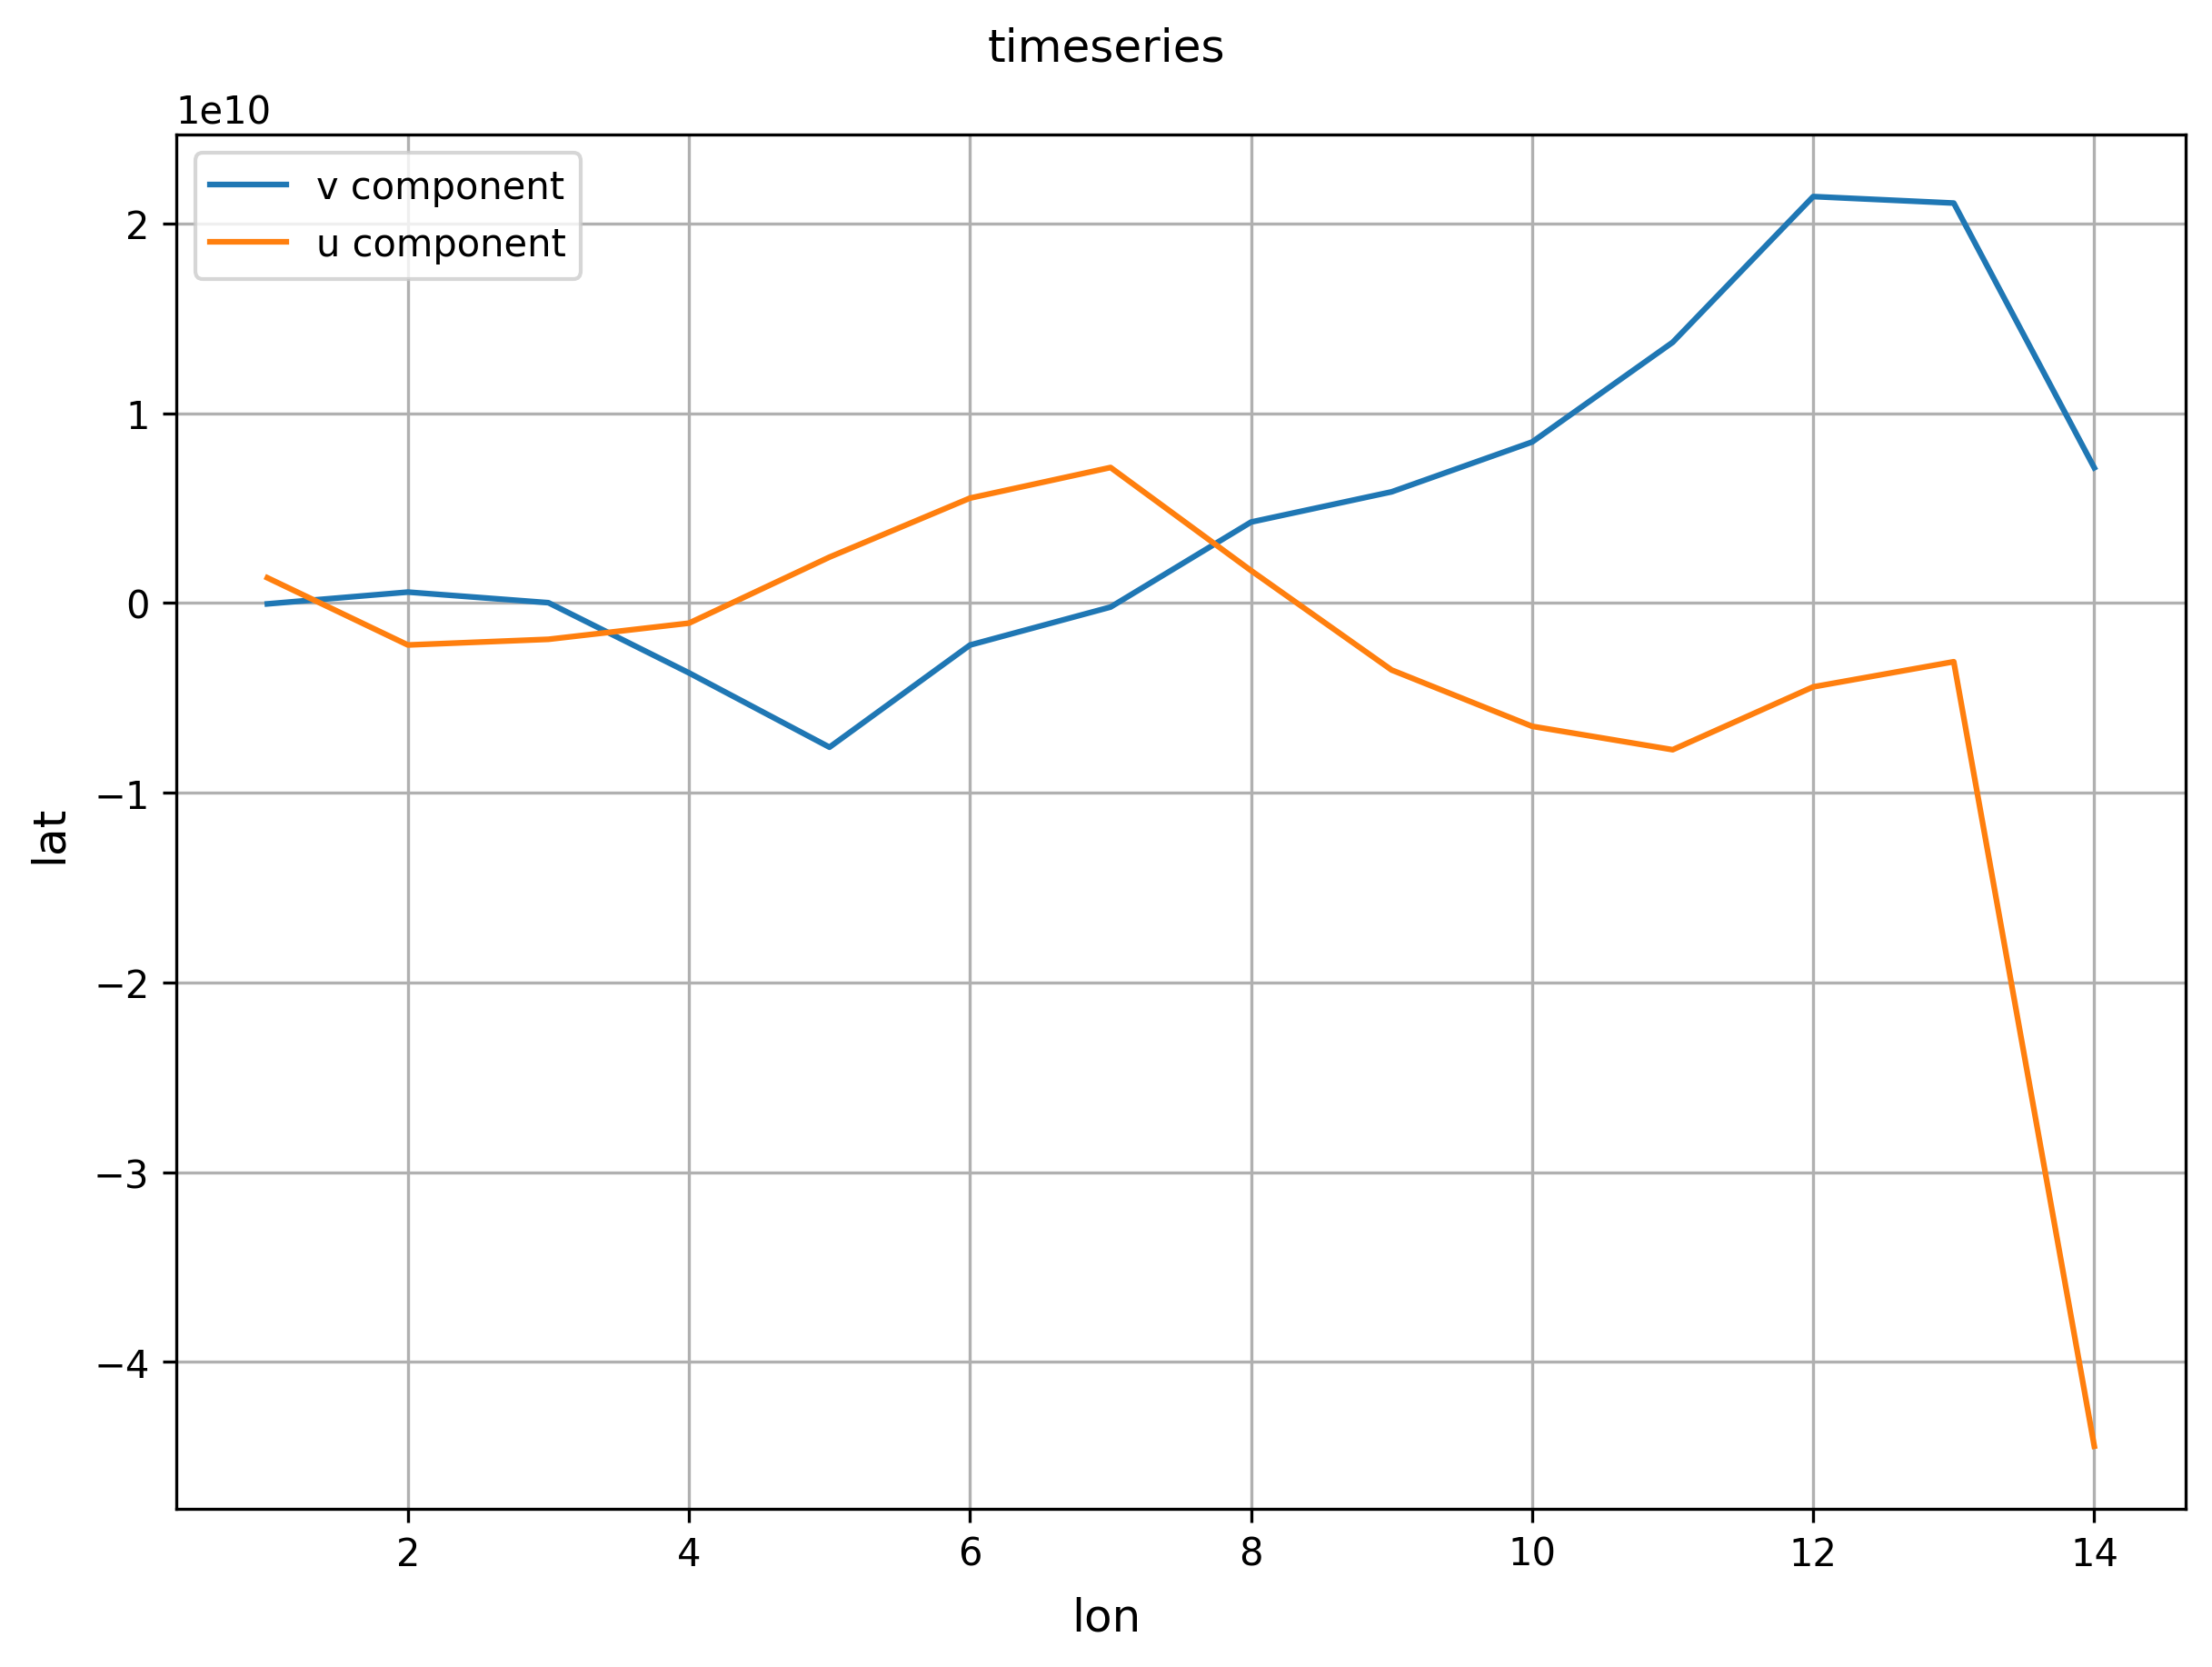 timeseries
1e10
v component
u component
2
1
0
−1
−2
−3
−4
lat
2 4 6 8 10 12 14
lon